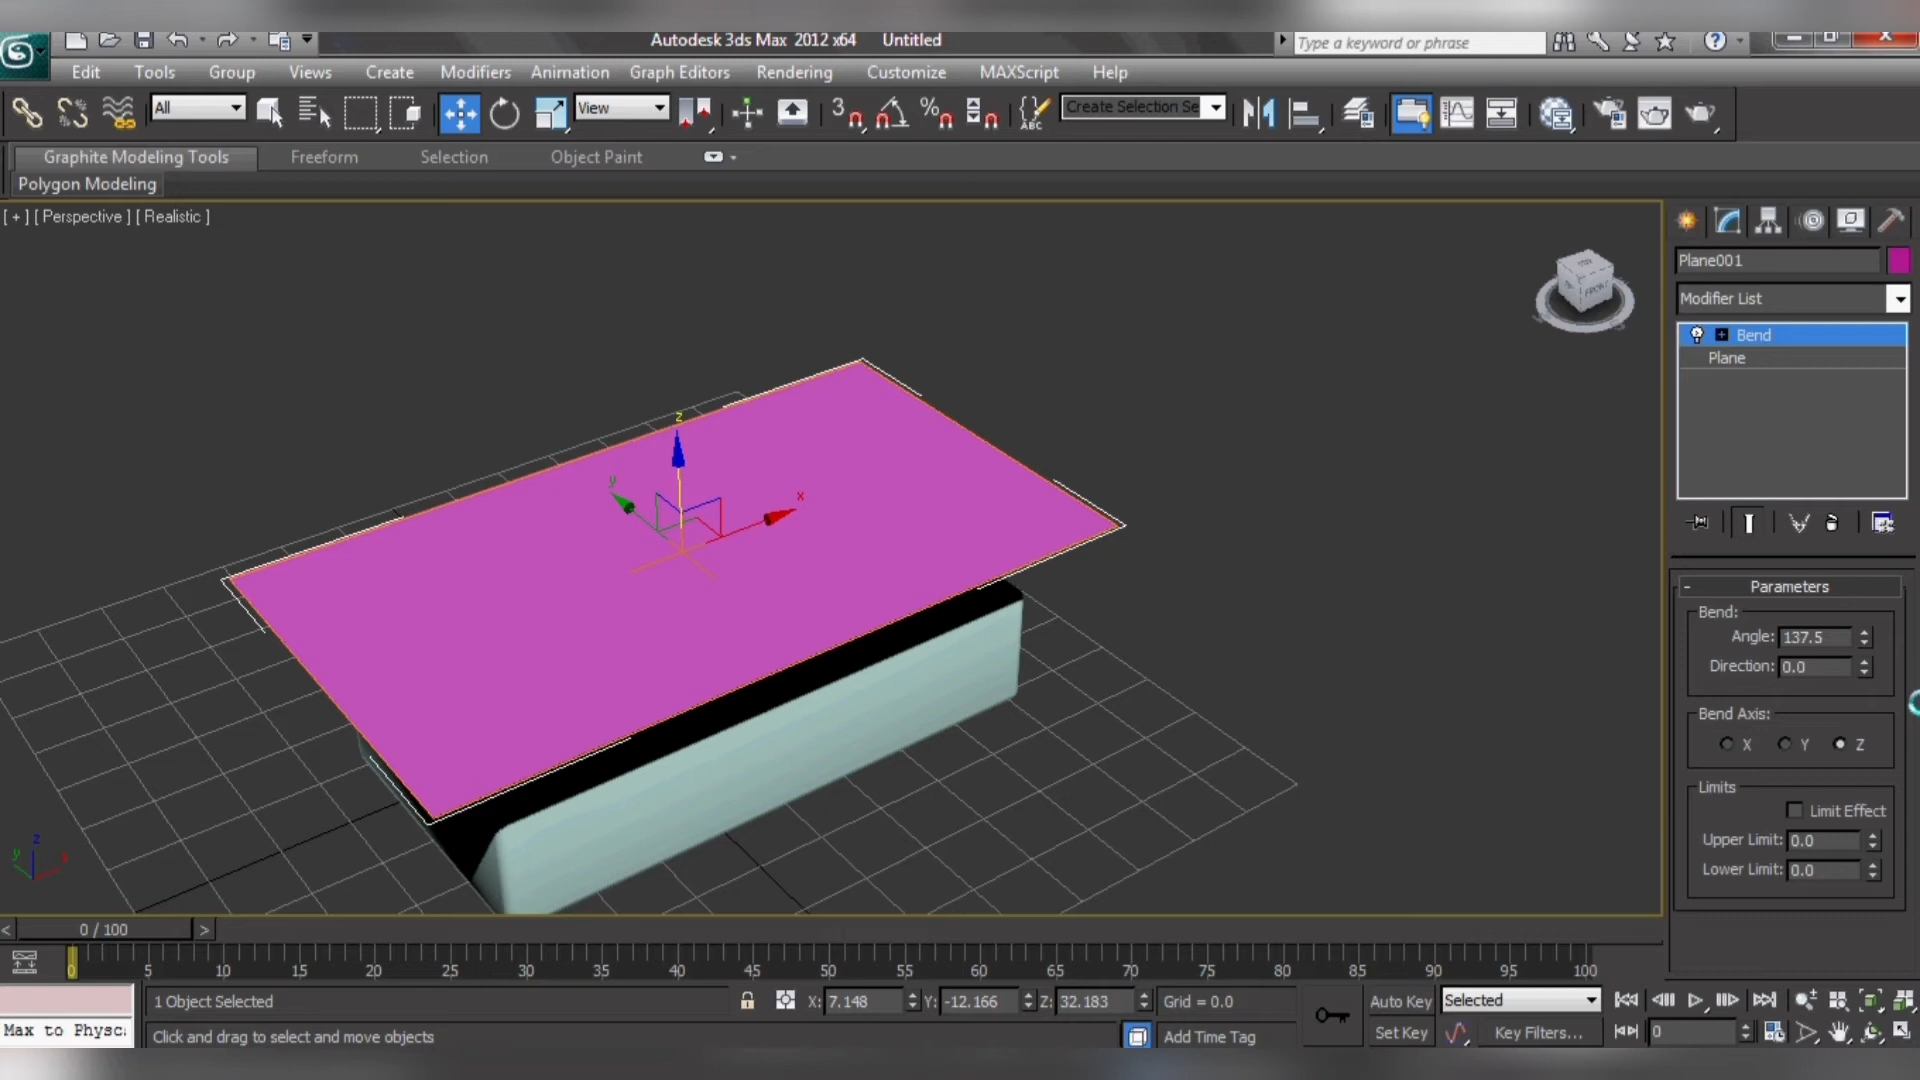 Autodesk 3ds Max 2012 x64 Untitled
Type a keyword or phrase
Edit Tools Group Views Create Modifiers Animation Graph Editors Rendering Customize MAXScript Help
All
View
3
%
ABC
Create Selection Se
Graphite Modeling Tools Freeform Selection Object Paint
Polygon Modeling
[ + ] [ Perspective ] [ Realistic ]
FRONT
Plane001
Modifier List
Bend
Plane
z
y
x
Parameters
Bend:
Angle: 137.5
Direction: 0.0
Bend Axis:
X Y Z
Limits
Limit Effect
Upper Limit: 0.0
Lower Limit: 0.0
z
y
x
< 0 / 100 >
0 5 10 15 20 25 30 35 40 45 50 55 60 65 70 75 80 85 90 95 100
1 Object Selected
X: 7.148 Y: -12.166 Z: 32.183
Grid = 0.0
Auto Key
Selected
Max to Physc:
Click and drag to select and move objects
Add Time Tag
Set Key
Key Filters...
0